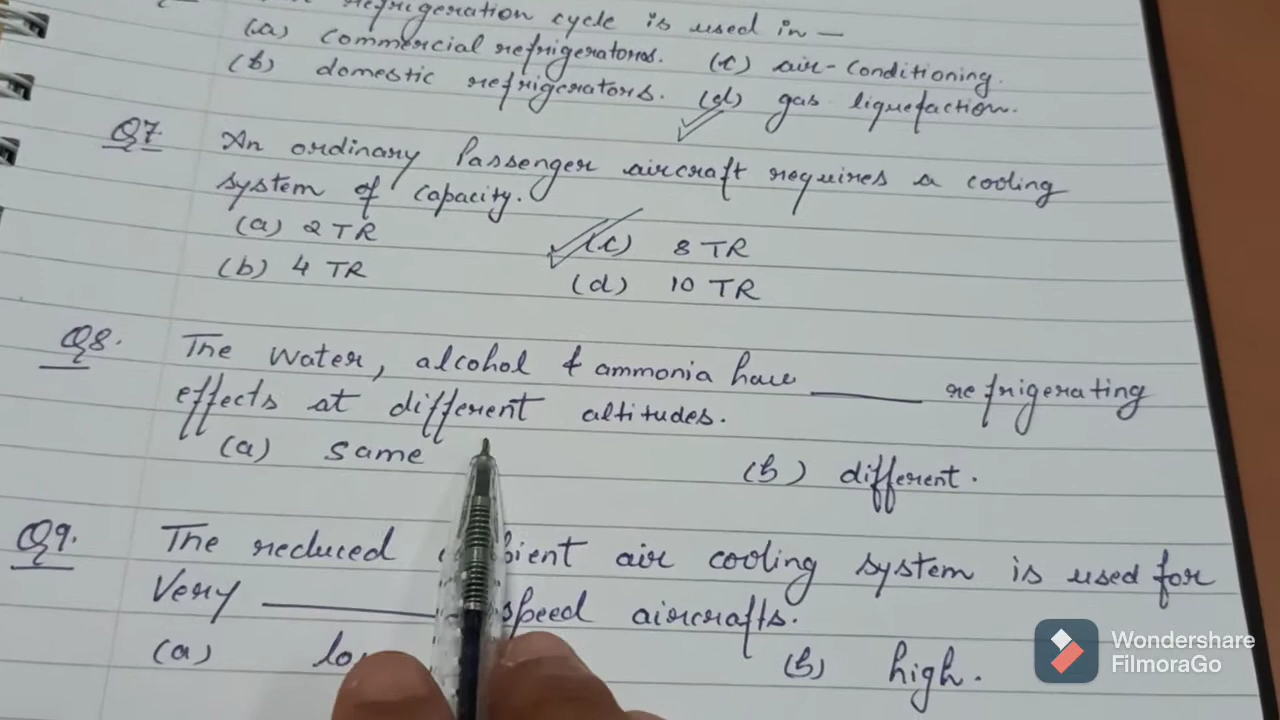 refrigeration cycle is used in —
(a) commercial refrigerators. (c) air-conditioning.
(b) domestic refrigerators. (d) gas liquefaction.
Q7 An ordinary Passenger aircraft requires a cooling
system of capacity.
(a) 2 TR (c) 8 TR
(b) 4 TR (d) 10 TR
Q8. The water, alcohol & ammonia have ______ refrigerating
effects at different altitudes.
(a) same (b) different.
Q9. The reduced air cooling system is used for
Very ______ speed aircrafts.
(a) (b) high.
Wondershare
FilmoraGo